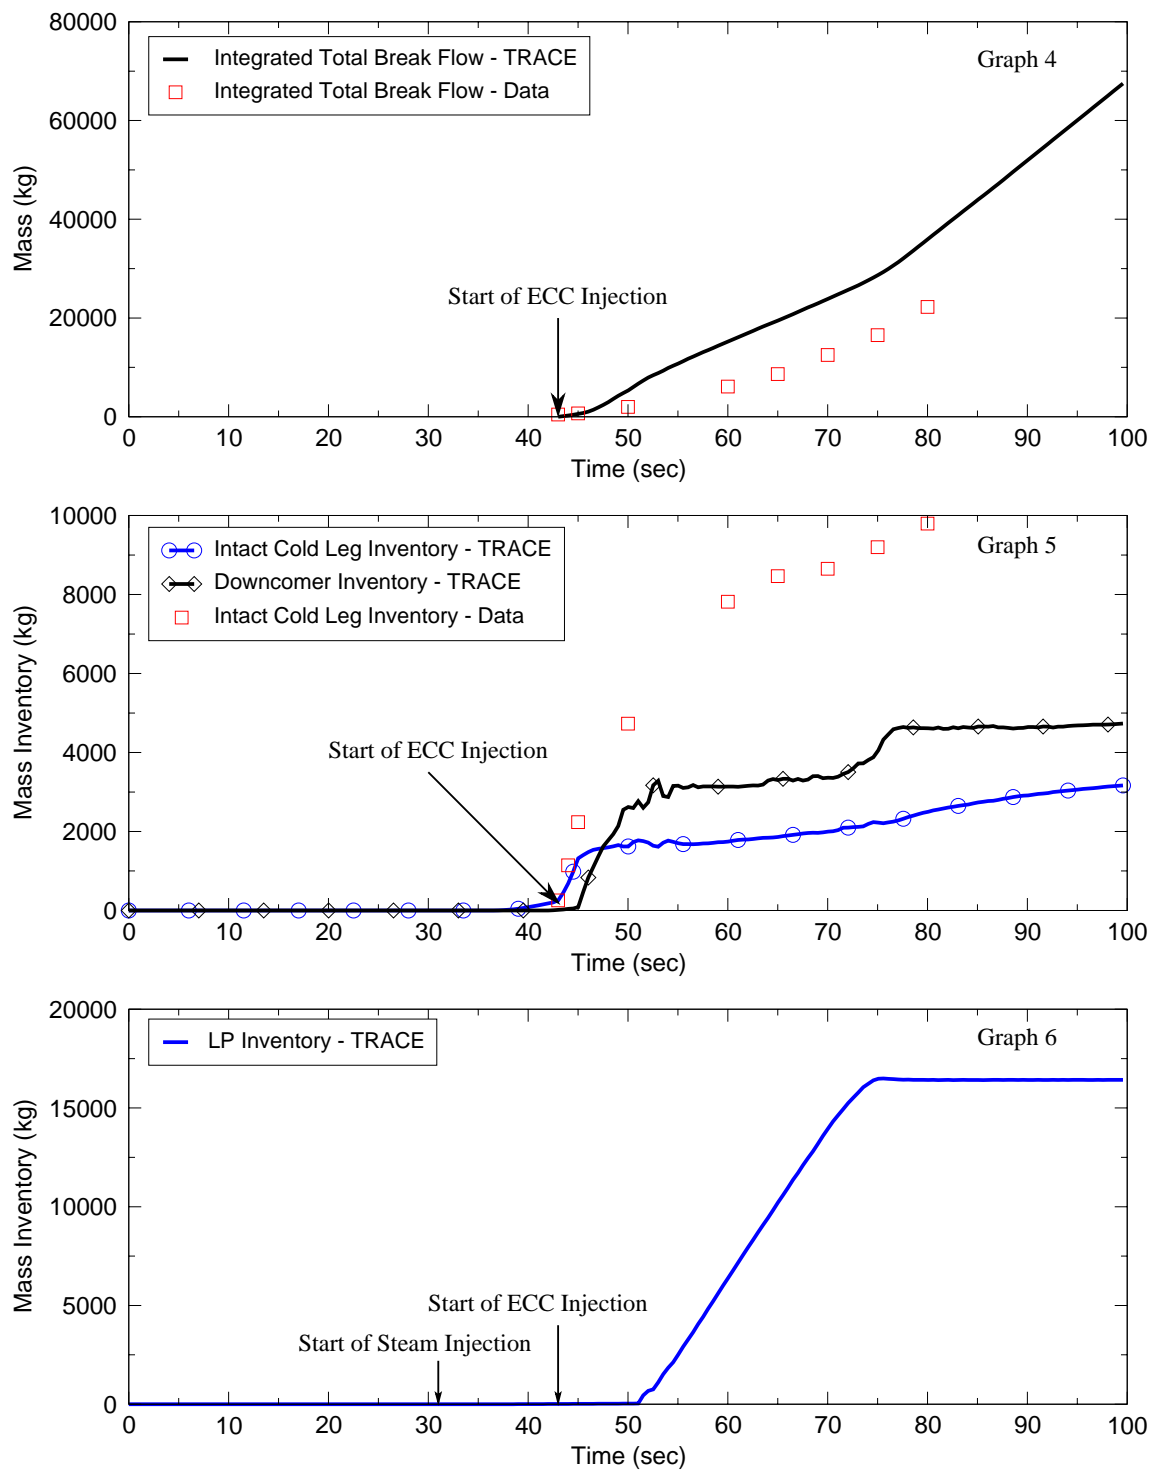 80000
60000
40000
20000
0
Mass (kg)
Integrated Total Break Flow - TRACE
Integrated Total Break Flow - Data
Graph 4
Start of ECC Injection
0 10 20 30 40 50 60 70 80 90 100
Time (sec)
10000
8000
6000
4000
2000
0
Mass Inventory (kg)
Intact Cold Leg Inventory - TRACE
Downcomer Inventory - TRACE
Intact Cold Leg Inventory - Data
Graph 5
Start of ECC Injection
0 10 20 30 40 50 60 70 80 90 100
Time (sec)
20000
15000
10000
5000
0
Mass Inventory (kg)
LP Inventory - TRACE
Graph 6
Start of ECC Injection
Start of Steam Injection
0 10 20 30 40 50 60 70 80 90 100
Time (sec)